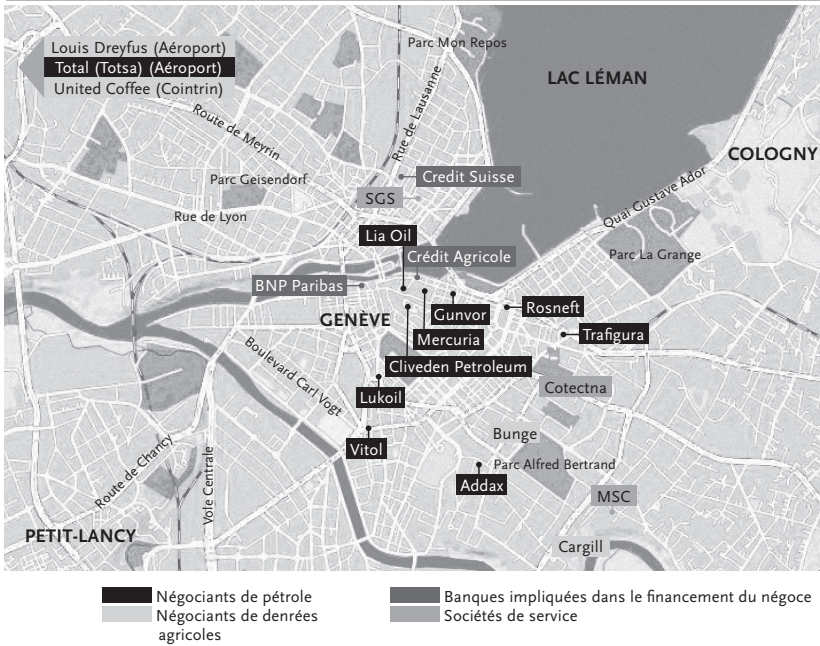 Louis Dreyfus (Aéroport)
Total (Totsa) (Aéroport)
United Coffee (Cointrin)
Parc Mon Repos
LAC LÉMAN
Route de Meyrin
Rue de Lausanne
COLOGNY
Parc Geisendorf
Credit Suisse
SGS
Rue de Lyon
Quai Gustave Ador
Lia Oil
Crédit Agricole
Parc La Grange
BNP Paribas
GENÈVE
Gunvor
Rosneft
Mercuria
Trafigura
Cliveden Petroleum
Boulevard Carl Vogt
Lukoil
Cotectna
Vitol
Bunge
Route de Chancy
Voie Centrale
Parc Alfred Bertrand
Addax
MSC
PETIT-LANCY
Cargill
Négociants de pétrole
Négociants de denrées
agricoles
Banques impliquées dans le financement du négoce
Sociétés de service